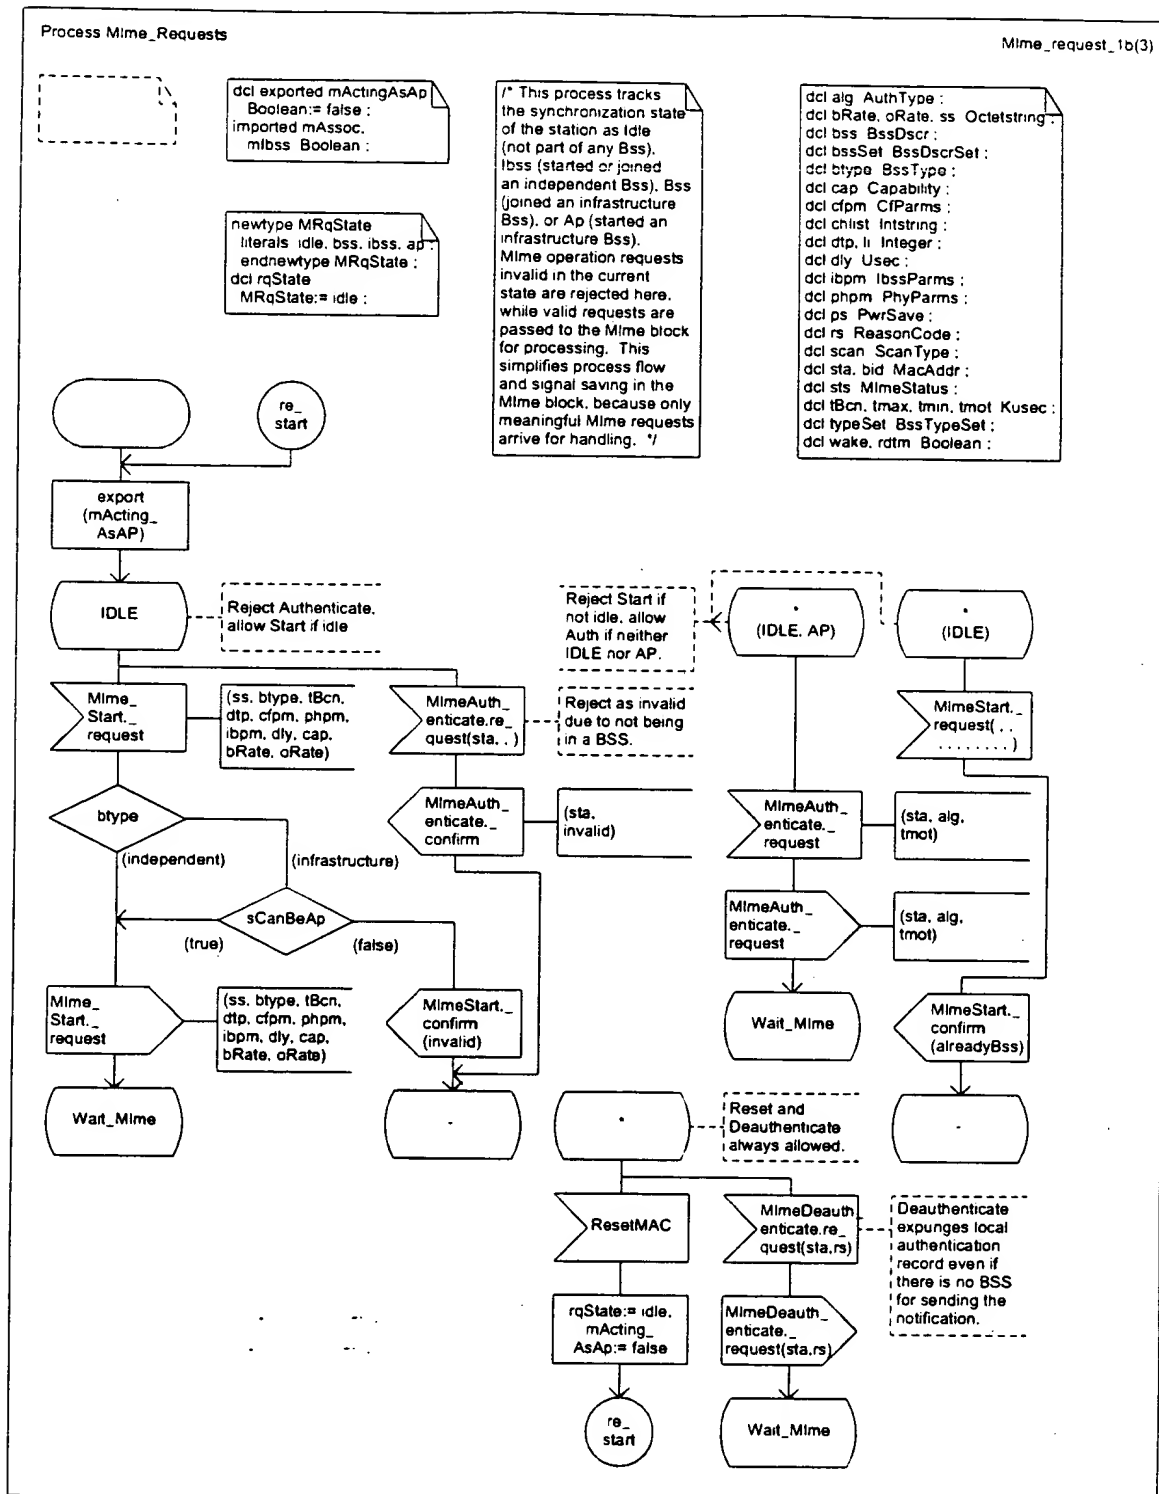 Process Mlme_Requests
Mlme_request_1b(3)
dcl exported mActingAsAp
Boolean:= false ;
imported mAssoc,
mIbss Boolean ;
newtype MRqState
literals idle, bss, ibss, ap ;
endnewtype MRqState ;
dcl rqState
MRqState:= idle ;
/* This process tracks
the synchronization state
of the station as Idle
(not part of any Bss),
Ibss (started or joined
an independent Bss), Bss
(joined an infrastructure
Bss), or Ap (started an
infrastructure Bss).
Mlme operation requests
invalid in the current
state are rejected here,
while valid requests are
passed to the Mlme block
for processing. This
simplifies process flow
and signal saving in the
Mlme block, because only
meaningful Mlme requests
arrive for handling. */
dcl alg AuthType ;
dcl bRate, oRate, ss Octetstring ;
dcl bss BssDscr ;
dcl bssSet BssDscrSet ;
dcl btype BssType ;
dcl cap Capability ;
dcl cfpm CfParms ;
dcl chlist Intstring ;
dcl dtp, li Integer ;
dcl dly Usec ;
dcl ibpm IbssParms ;
dcl phpm PhyParms ;
dcl ps PwrSave ;
dcl rs ReasonCode ;
dcl scan ScanType ;
dcl sta, bid MacAddr ;
dcl sts MlmeStatus ;
dcl tBcn, tmax, tmin, tmot Kusec ;
dcl typeSet BssTypeSet ;
dcl wake, rdtm Boolean ;
re_
start
export
(mActing_
AsAP)
IDLE
Reject Authenticate,
allow Start if idle
Reject Start if
not idle, allow
Auth if neither
IDLE nor AP.
*
(IDLE, AP)
*
(IDLE)
Mlme_
Start._
request
(ss, btype, tBcn,
dtp, cfpm, phpm,
ibpm, dly, cap,
bRate, oRate)
MlmeAuth_
enticate.re_
quest(sta, , )
Reject as invalid
due to not being
in a BSS.
MlmeStart._
request( , ,
, , , , , , , , )
btype
(independent)
(infrastructure)
MlmeAuth_
enticate._
confirm
(sta,
invalid)
MlmeAuth_
enticate._
request
(sta, alg,
tmot)
sCanBeAp
(true)
(false)
MlmeAuth_
enticate._
request
(sta, alg,
tmot)
Mlme_
Start._
request
(ss, btype, tBcn,
dtp, cfpm, phpm,
ibpm, dly, cap,
bRate, oRate)
MlmeStart._
confirm
(invalid)
Wait_Mlme
MlmeStart._
confirm
(alreadyBss)
Wait_Mlme
-
*
Reset and
Deauthenticate
always allowed.
-
ResetMAC
MlmeDeauth_
enticate.re_
quest(sta,rs)
Deauthenticate
expunges local
authentication
record even if
there is no BSS
for sending the
notification.
rqState:= idle,
mActing_
AsAp:= false
MlmeDeauth_
enticate._
request(sta,rs)
re_
start
Wait_Mlme